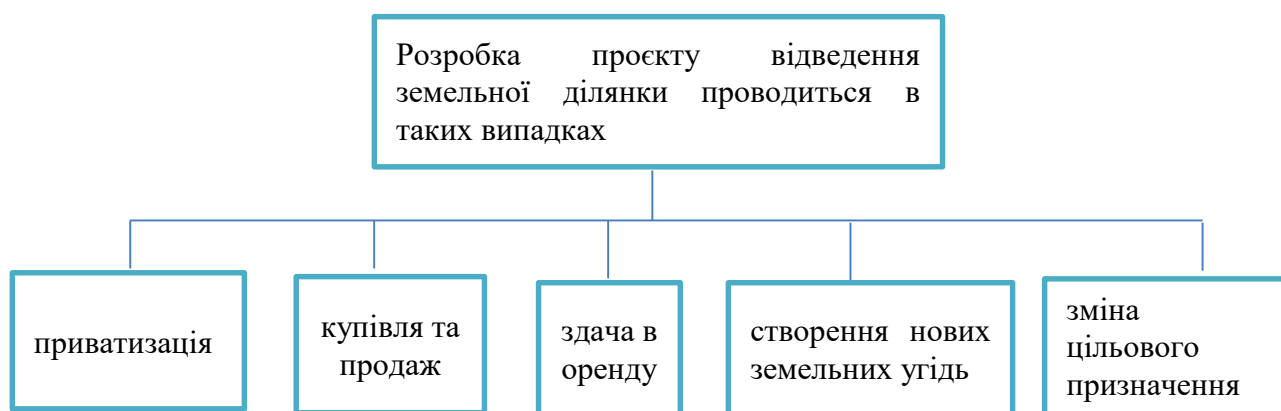 Розробка проєкту відведення
земельної ділянки проводиться в
таких випадках
приватизація
купівля та
продаж
здача в
оренду
створення нових
земельних угідь
зміна
цільового
призначення